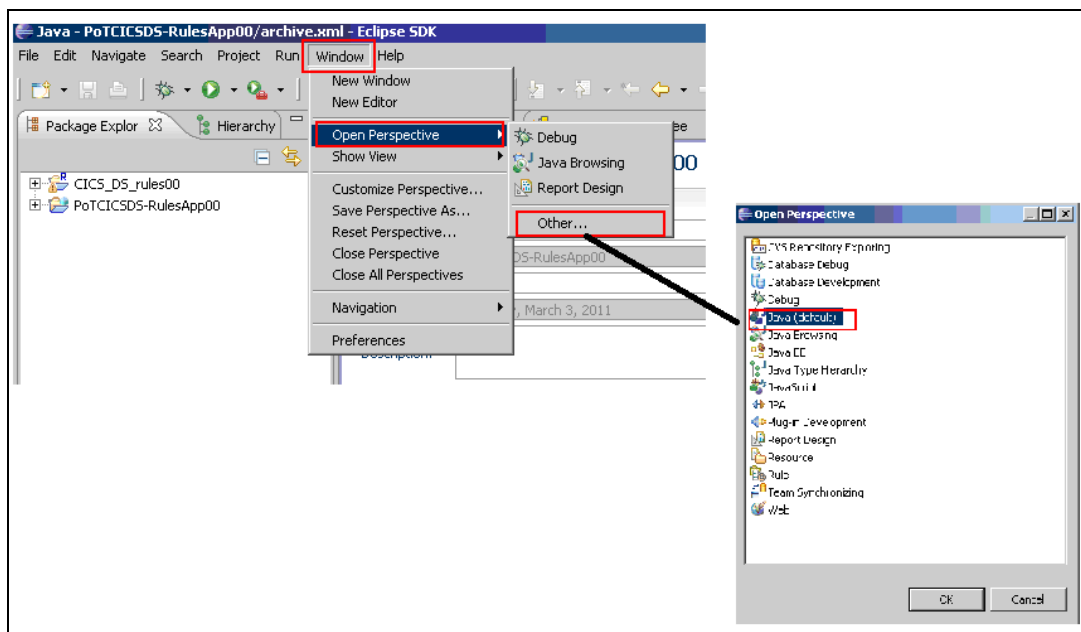 Java - PoTCICSDS-RulesApp00/archive.xml - Eclipse SDK
File Edit Navigate Search Project Run Window Help
New Window
New Editor
Package Explor Hierarchy
Open Perspective
Show View
Customize Perspective...
Save Perspective As...
Reset Perspective...
Close Perspective
Close All Perspectives
Navigation
Preferences
CICS_DS_rules00
PoTCICSDS-RulesApp00
Debug
Java Browsing
Report Design
Other...
ee
00
DS-RulesApp00
, March 3, 2011
Open Perspective
CVS Repository Exploring
Database Debug
Database Development
Debug
Java (default)
Java Browsing
Java EE
Java Type Hierarchy
JavaScript
JPA
Plug-in Development
Report Design
Resource
Rule
Team Synchronizing
Web
OK Cancel